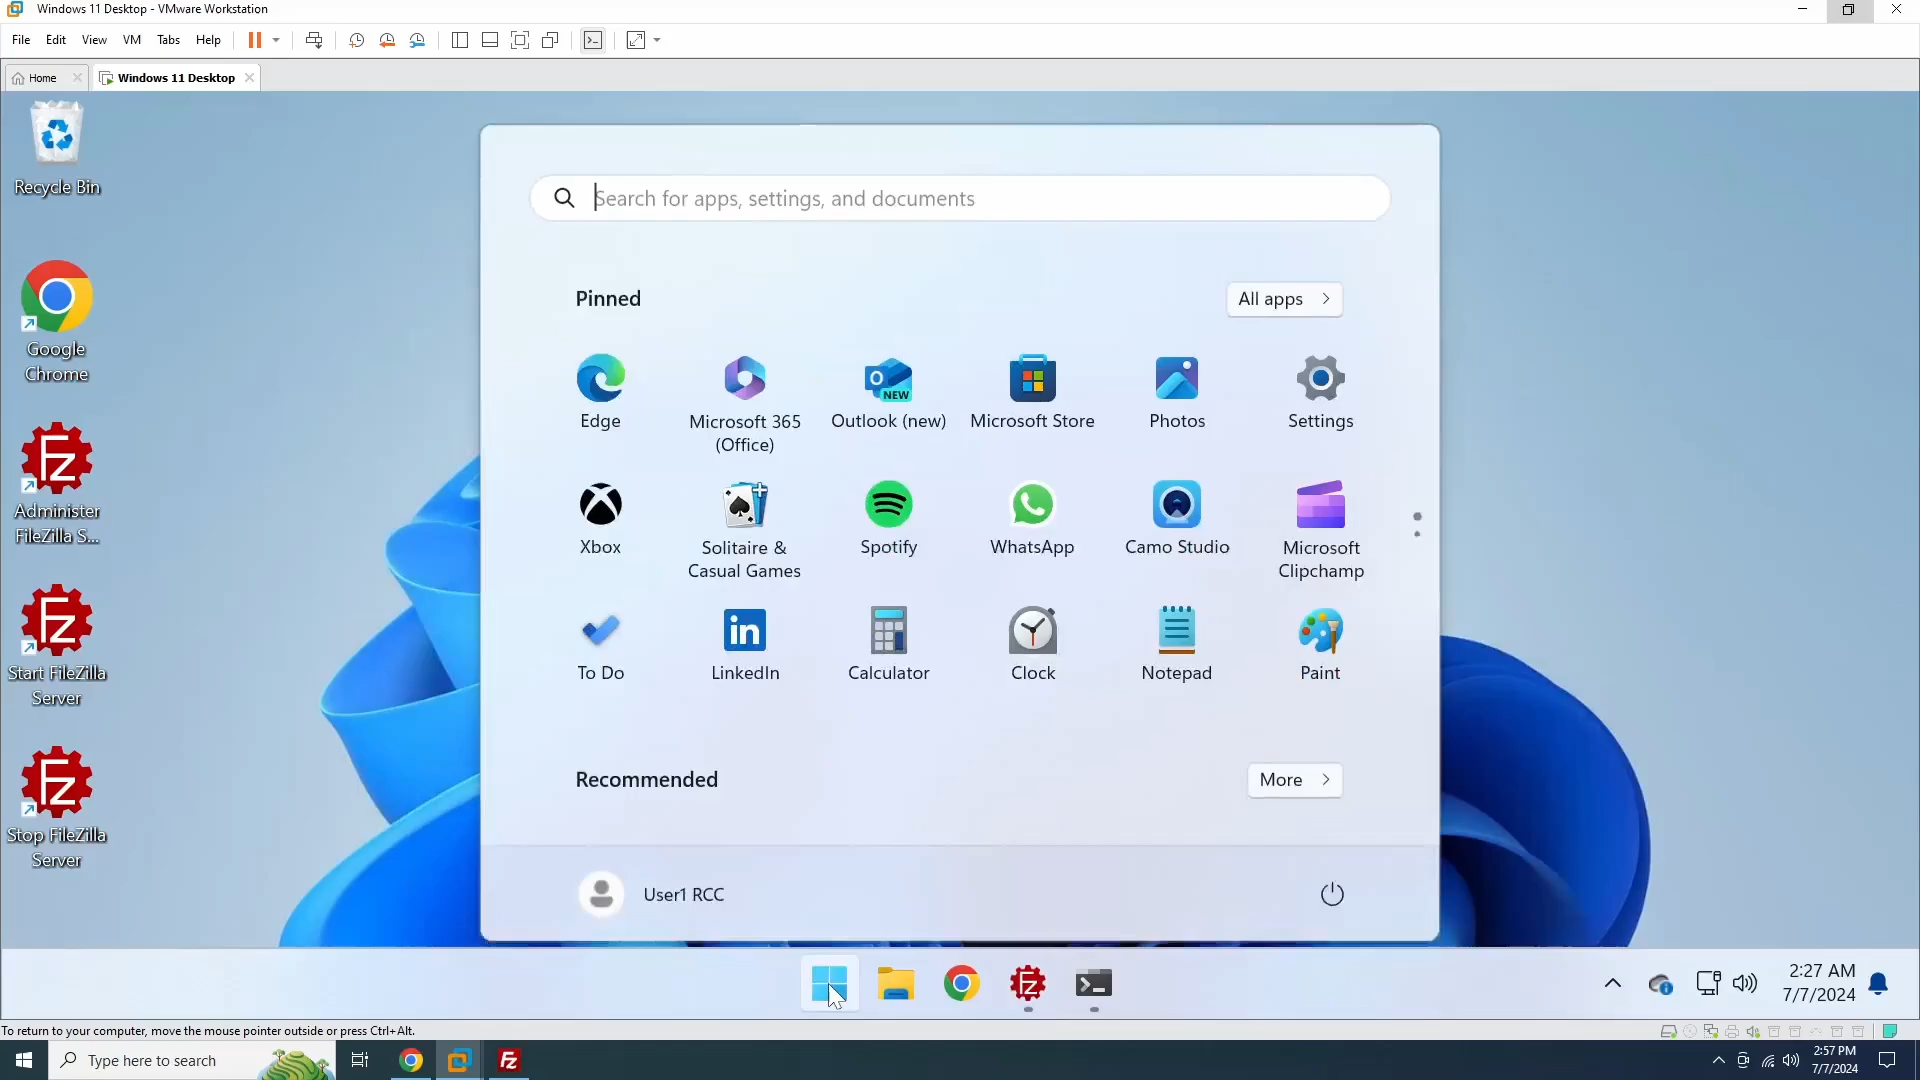 Windows 11 Desktop - VMware Workstation
File Edit View VM Tabs Help
Home
Windows 11 Desktop
Recycle Bin
Google
Chrome
Administer
FileZilla S...
Start FileZilla
Server
Stop FileZilla
Server
Search for apps, settings, and documents
Pinned
All apps
Edge
Microsoft 365
(Office)
Outlook (new)
NEW
Microsoft Store
Photos
Settings
Xbox
Solitaire &
Casual Games
Spotify
WhatsApp
Camo Studio
Microsoft
Clipchamp
To Do
LinkedIn
Calculator
Clock
Notepad
Paint
Recommended
More
User1 RCC
2:27 AM
7/7/2024
To return to your computer, move the mouse pointer outside or press Ctrl+Alt.
Type here to search
2:57 PM
7/7/2024